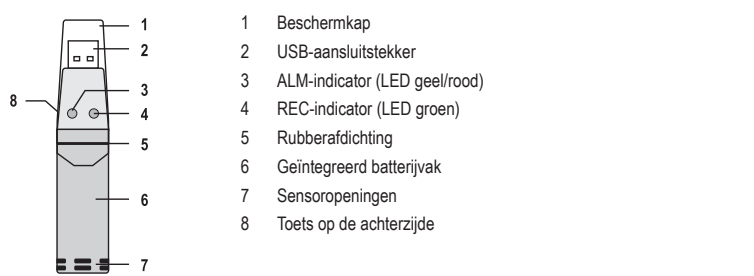 1
2
3
8
4
5
6
7
1 Beschermkap
2 USB-aansluitstekker
3 ALM-indicator (LED geel/rood)
4 REC-indicator (LED groen)
5 Rubberafdichting
6 Geïntegreerd batterijvak
7 Sensoropeningen
8 Toets op de achterzijde